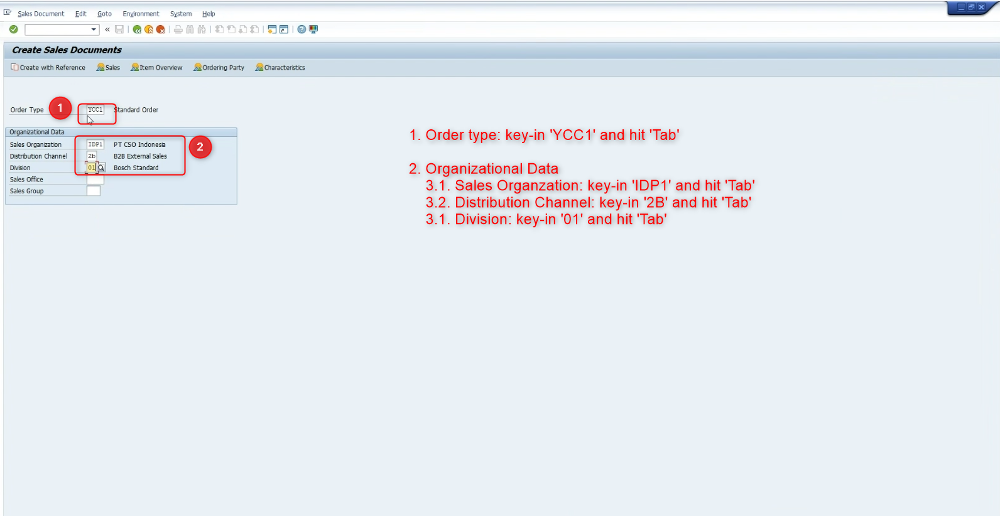 Sales Document Edit Goto Environment System Help
Create Sales Documents
Create with Reference Sales Item Overview Ordering Party Characteristics
Order Type 1 YCC1 Standard Order
Organizational Data
Sales Organization IDP1 PT CSO Indonesia
Distribution Channel 2b B2B External Sales
Division 01 Bosch Standard
Sales Office
Sales Group
2
1. Order type: key-in 'YCC1' and hit 'Tab'
2. Organizational Data
3.1. Sales Organzation: key-in 'IDP1' and hit 'Tab'
3.2. Distribution Channel: key-in '2B' and hit 'Tab'
3.1. Division: key-in '01' and hit 'Tab'